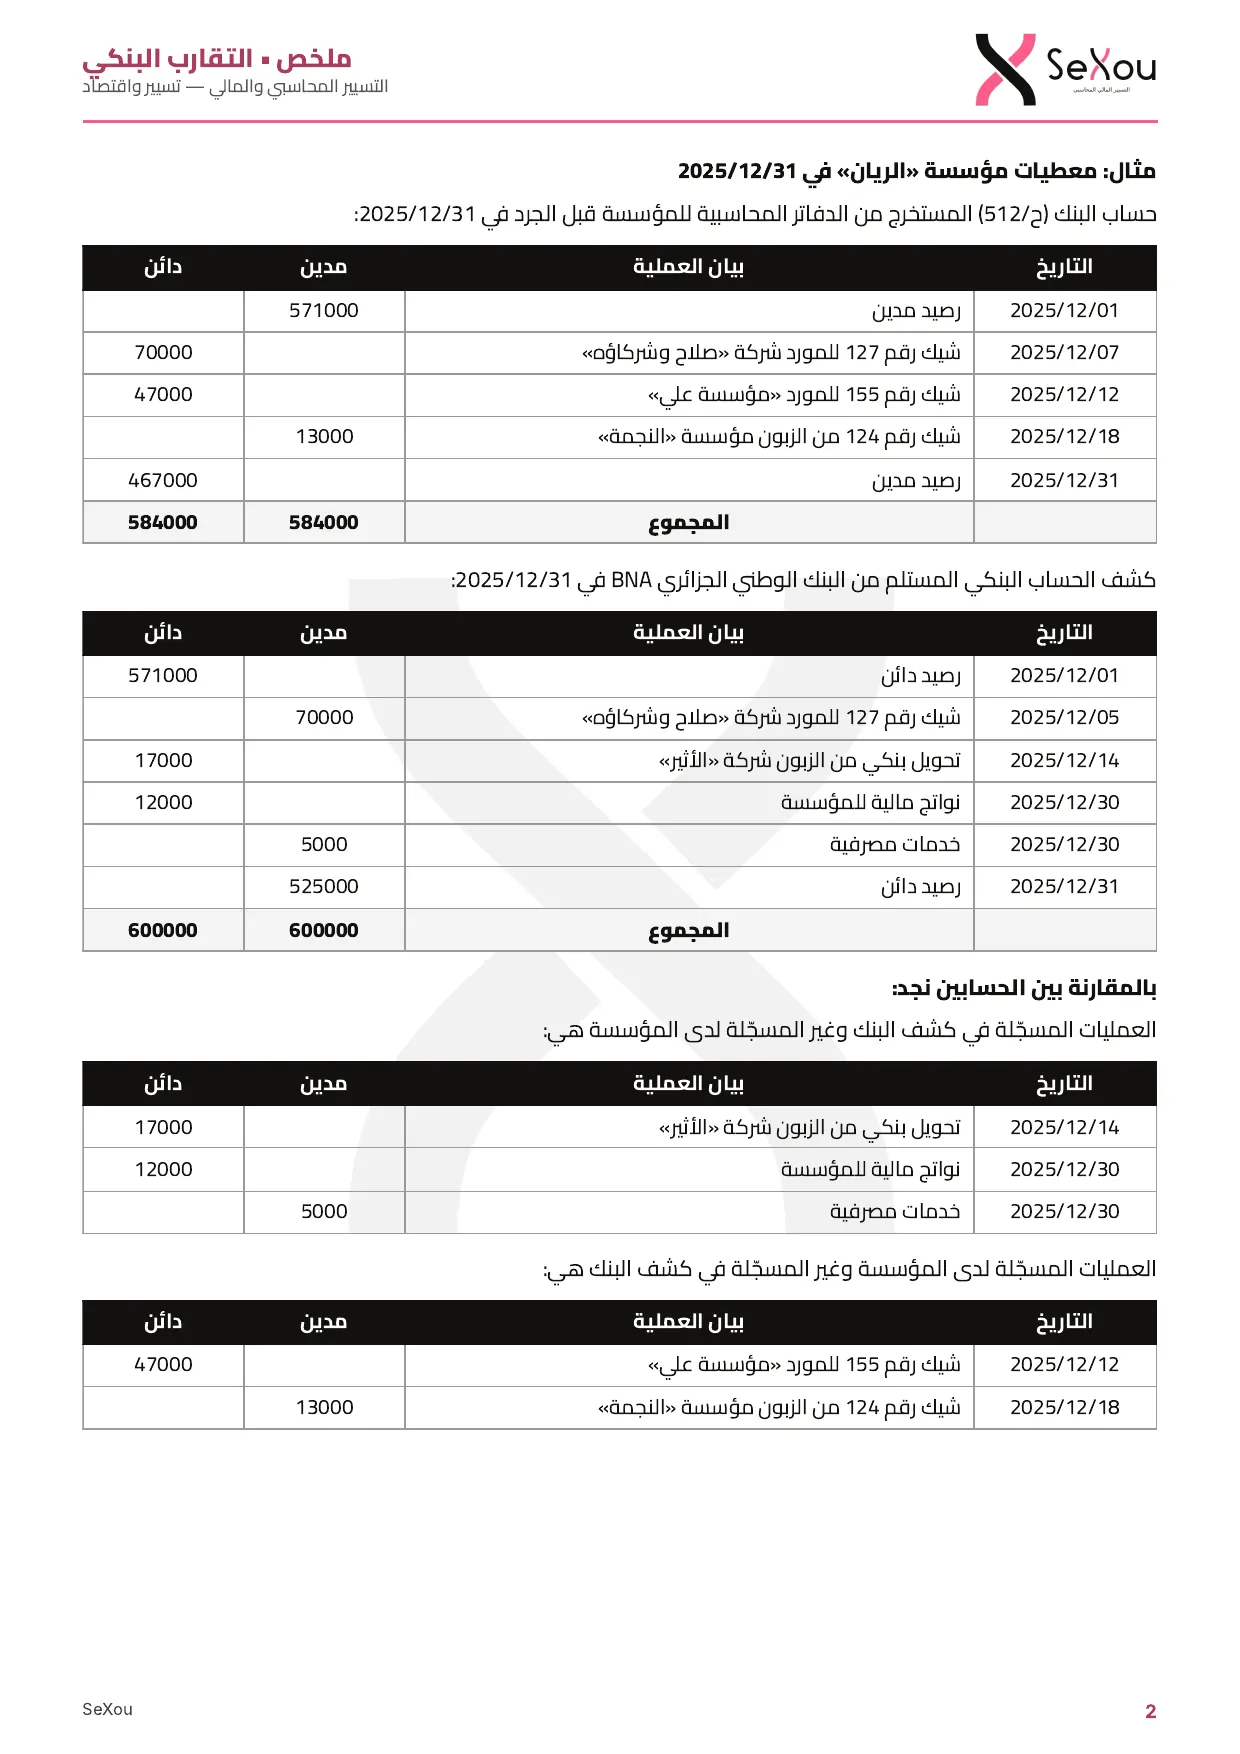 SeXou
التسيير المالي المحاسبي
ملخص ▪ التقارب البنكي
التسيير المحاسبي والمالي — تسيير واقتصاد
مثال: معطيات مؤسسة «الريان» في 2025/12/31
حساب البنك (ح/512) المستخرج من الدفاتر المحاسبية للمؤسسة قبل الجرد في 2025/12/31:
التاريخ بيان العملية مدين دائن
2025/12/01 رصيد مدين 571000
2025/12/07 شيك رقم 127 للمورد شركة «صلاح وشركاؤه» 70000
2025/12/12 شيك رقم 155 للمورد «مؤسسة علي» 47000
2025/12/18 شيك رقم 124 من الزبون مؤسسة «النجمة» 13000
2025/12/31 رصيد مدين 467000
المجموع 584000 584000
كشف الحساب البنكي المستلم من البنك الوطني الجزائري BNA في 2025/12/31:
التاريخ بيان العملية مدين دائن
2025/12/01 رصيد دائن 571000
2025/12/05 شيك رقم 127 للمورد شركة «صلاح وشركاؤه» 70000
2025/12/14 تحويل بنكي من الزبون شركة «الأثير» 17000
2025/12/30 نواتج مالية للمؤسسة 12000
2025/12/30 خدمات مصرفية 5000
2025/12/31 رصيد دائن 525000
المجموع 600000 600000
بالمقارنة بين الحسابين نجد:
العمليات المسجّلة في كشف البنك وغير المسجّلة لدى المؤسسة هي:
التاريخ بيان العملية مدين دائن
2025/12/14 تحويل بنكي من الزبون شركة «الأثير» 17000
2025/12/30 نواتج مالية للمؤسسة 12000
2025/12/30 خدمات مصرفية 5000
العمليات المسجّلة لدى المؤسسة وغير المسجّلة في كشف البنك هي:
التاريخ بيان العملية مدين دائن
2025/12/12 شيك رقم 155 للمورد «مؤسسة علي» 47000
2025/12/18 شيك رقم 124 من الزبون مؤسسة «النجمة» 13000
2
SeXou